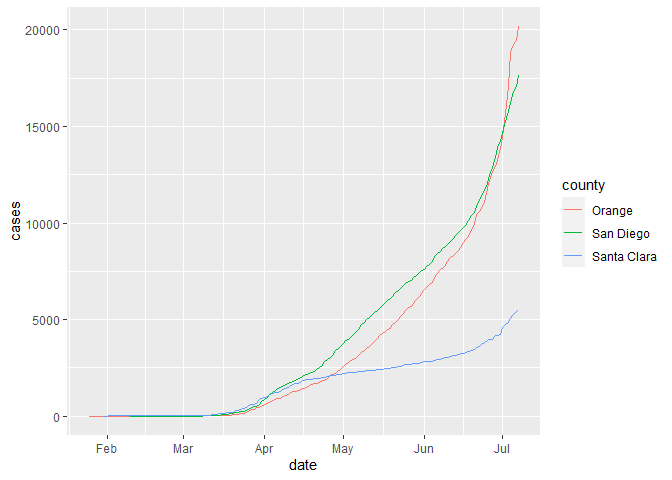 20000
15000
10000
5000
0
cases
Feb Mar Apr May Jun Jul
date
county
Orange
San Diego
Santa Clara